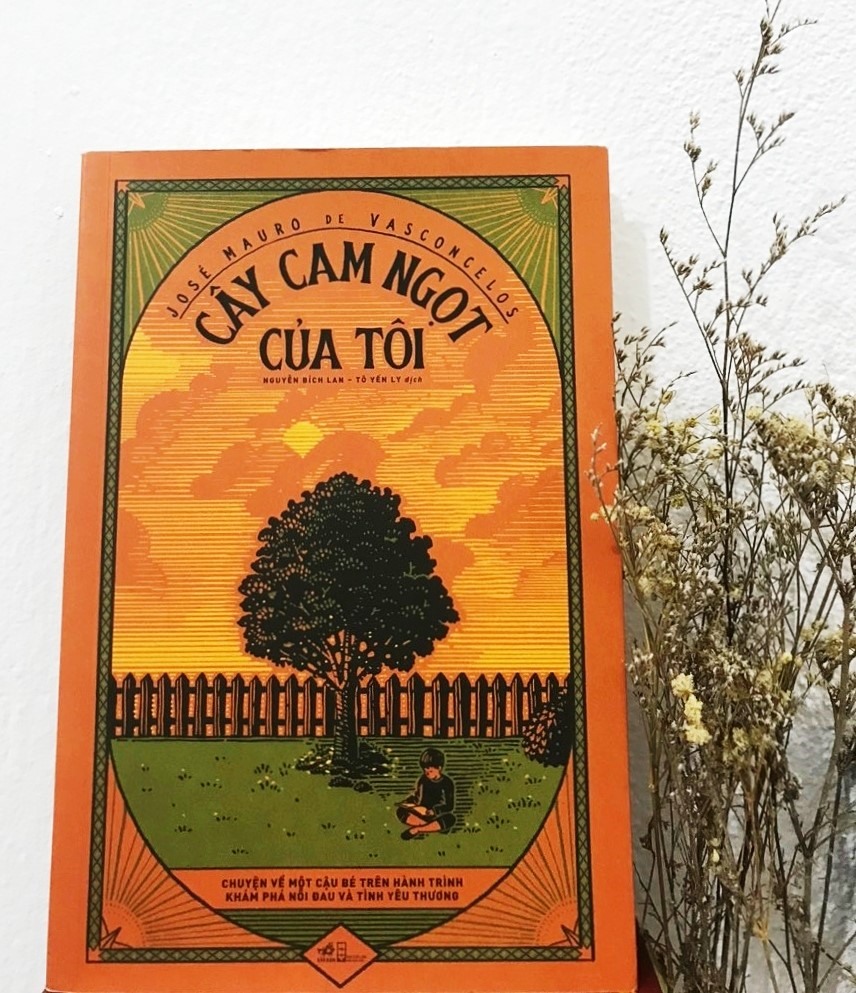 JOSÉ MAURO DE VASCONCELOS
CÂY CAM NGỌT
CỦA TÔI
NGUYỄN BÍCH LAN - TÔ YẾN LY dịch
CHUYỆN VỀ MỘT CẬU BÉ TRÊN HÀNH TRÌNH
KHÁM PHÁ NỖI ĐAU VÀ TÌNH YÊU THƯƠNG